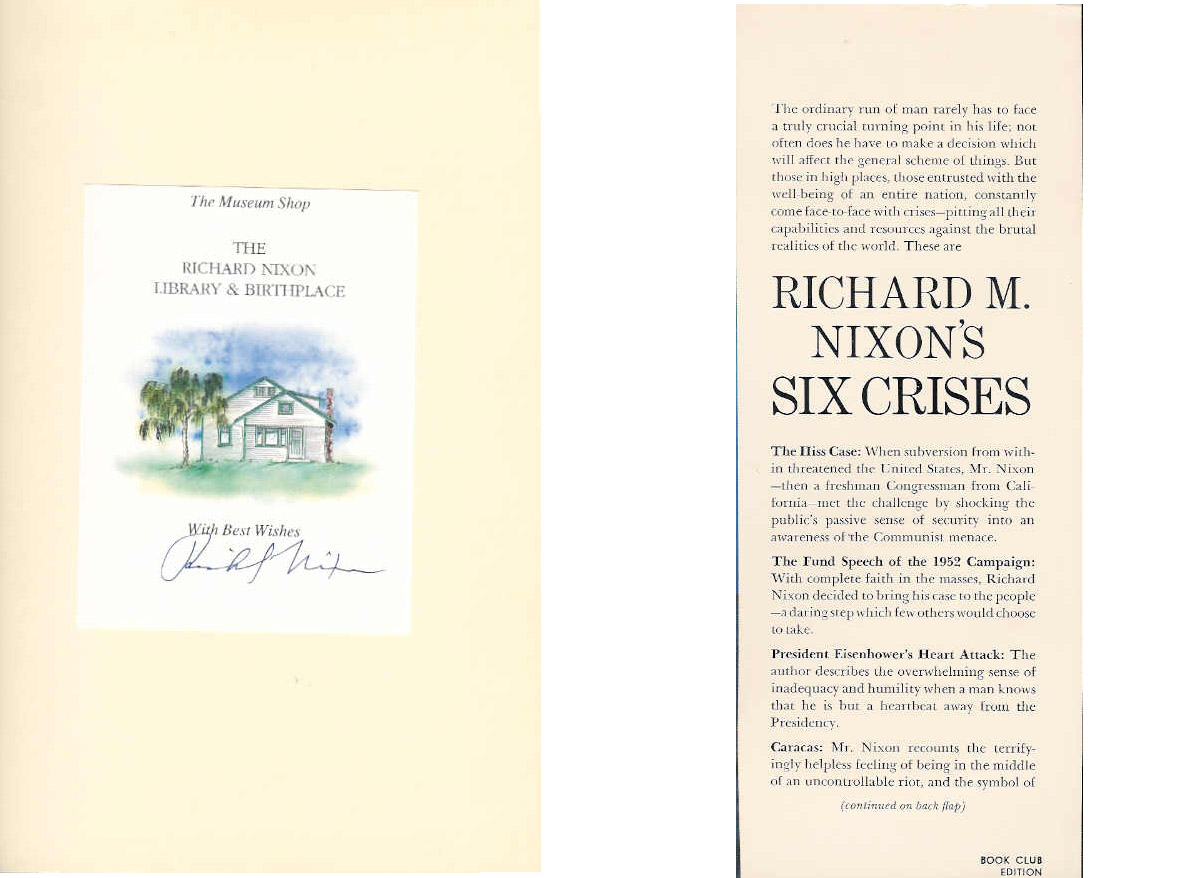 The Museum Shop
THE
RICHARD NIXON
LIBRARY & BIRTHPLACE
With Best Wishes
Richard Nixon
The ordinary run of man rarely has to face
a truly crucial turning point in his life; not
often does he have to make a decision which
will affect the general scheme of things. But
those in high places, those entrusted with the
well-being of an entire nation, constantly
come face-to-face with crises—pitting all their
capabilities and resources against the brutal
realities of the world. These are
RICHARD M.
NIXON'S
SIX CRISES
The Hiss Case: When subversion from with-
in threatened the United States, Mr. Nixon
—then a freshman Congressman from Cali-
fornia—met the challenge by shocking the
public's passive sense of security into an
awareness of the Communist menace.
The Fund Speech of the 1952 Campaign:
With complete faith in the masses, Richard
Nixon decided to bring his case to the people
—a daring step which few others would choose
to take.
President Eisenhower's Heart Attack: The
author describes the overwhelming sense of
inadequacy and humility when a man knows
that he is but a heartbeat away from the
Presidency.
Caracas: Mr. Nixon recounts the terrify-
ingly helpless feeling of being in the middle
of an uncontrollable riot, and the symbol of
(continued on back flap)
BOOK CLUB
EDITION